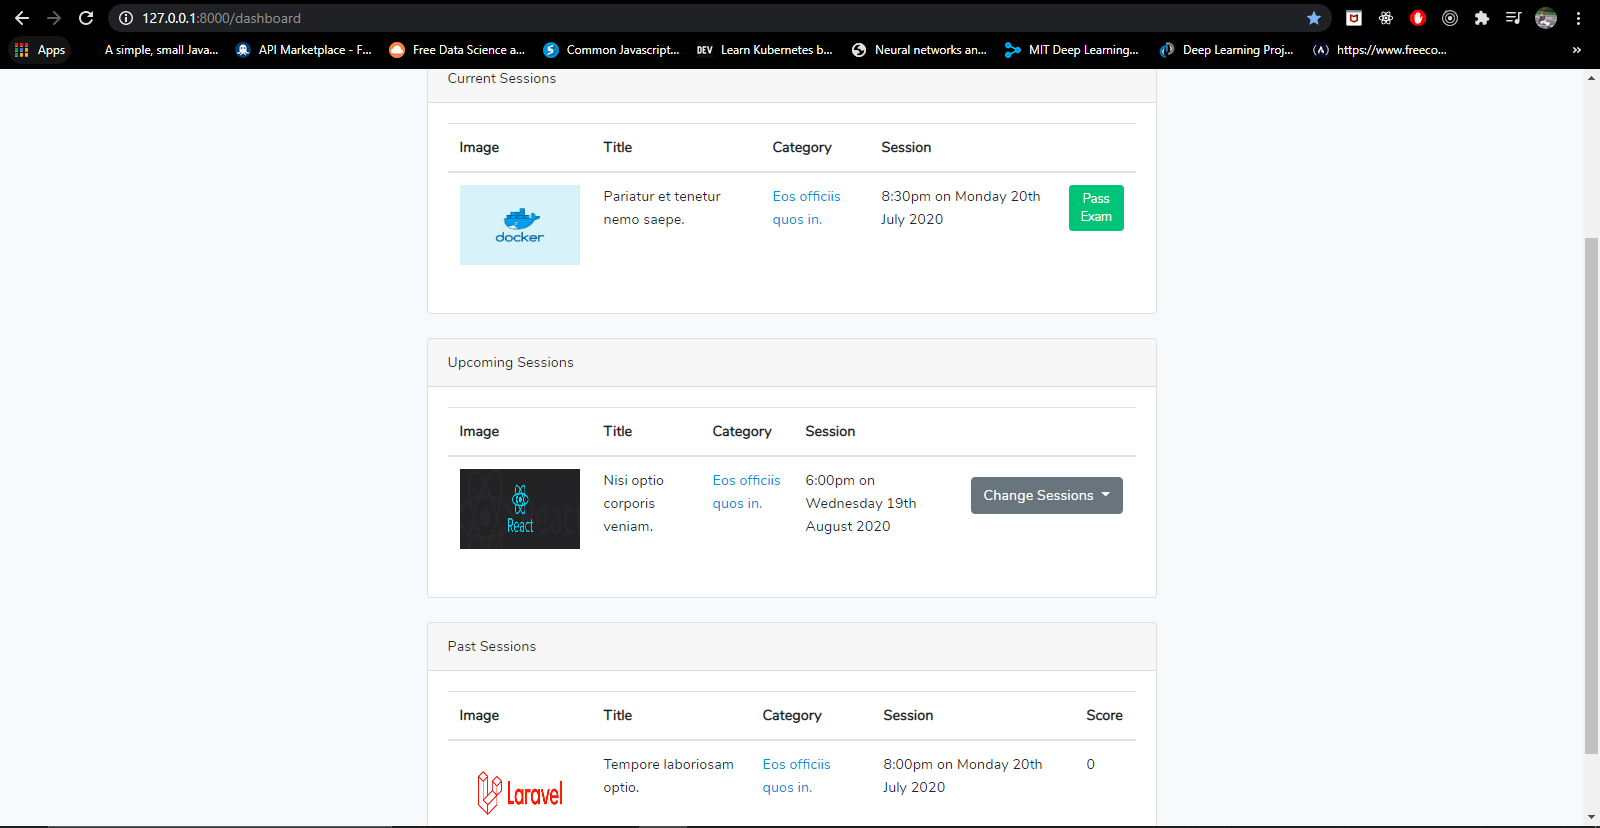 127.0.0.1:8000/dashboard
Apps A simple, small Java... API Marketplace - F... Free Data Science a... Common Javascript... DEV Learn Kubernetes b... Neural networks an... MIT Deep Learning... Deep Learning Proj... (A) https://www.freeco... »
Current Sessions
Image Title Category Session
docker
Pariatur et tenetur
nemo saepe.
Eos officiis
quos in.
8:30pm on Monday 20th
July 2020
Pass
Exam
Upcoming Sessions
Image Title Category Session
React
Nisi optio
corporis
veniam.
Eos officiis
quos in.
6:00pm on
Wednesday 19th
August 2020
Change Sessions
Past Sessions
Image Title Category Session Score
Laravel
Tempore laboriosam
optio.
Eos officiis
quos in.
8:00pm on Monday 20th
July 2020
0